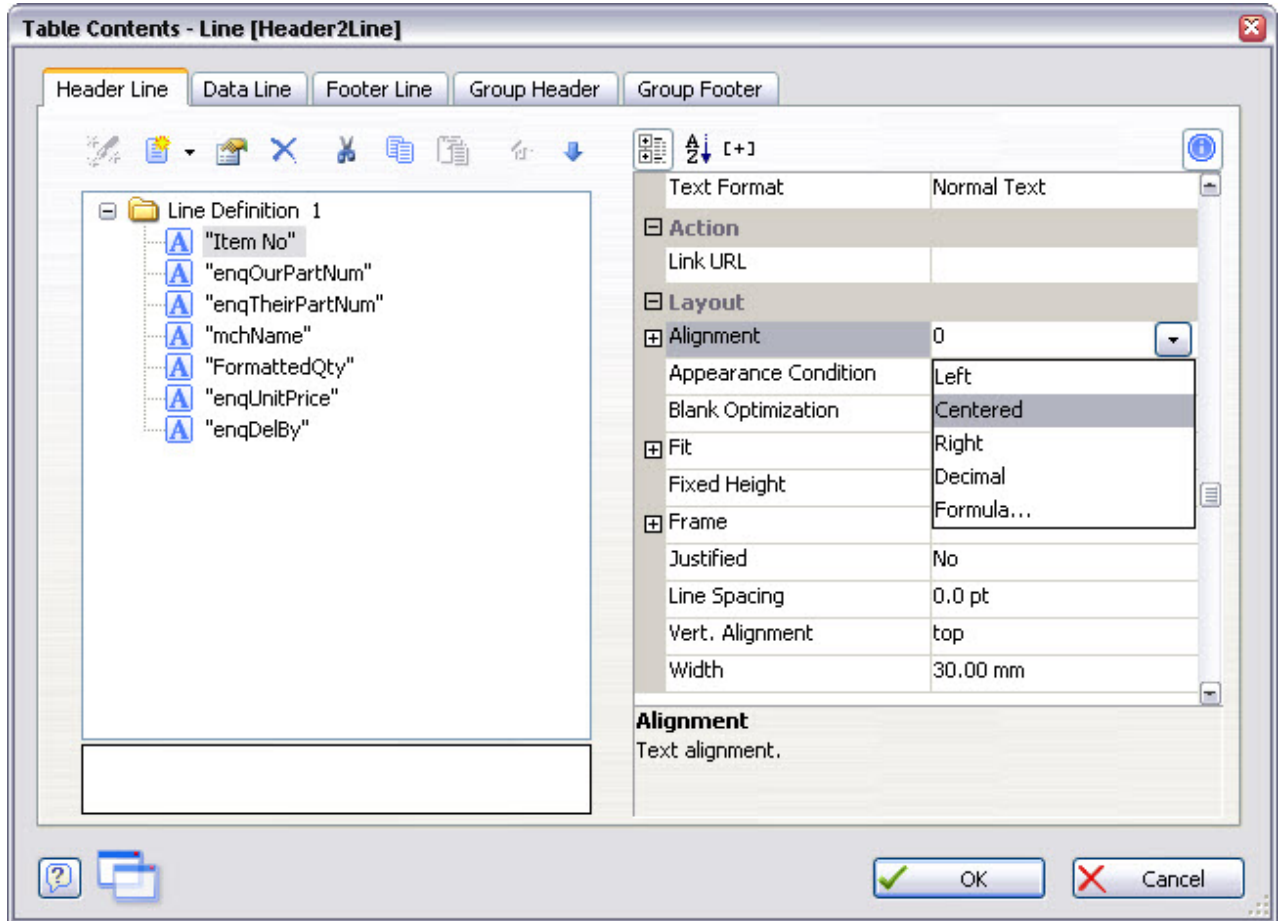 Table Contents - Line [Header2Line]
Header Line
Data Line
Footer Line
Group Header
Group Footer
[+]
Line Definition 1
"Item No"
"enqOurPartNum"
"enqTheirPartNum"
"mchName"
"FormattedQty"
"enqUnitPrice"
"enqDelBy"
Text Format Normal Text
Action
Link URL
Layout
Alignment 0
Appearance Condition
Blank Optimization
Fit
Fixed Height
Frame
Left
Centered
Right
Decimal
Formula...
Justified No
Line Spacing 0.0 pt
Vert. Alignment top
Width 30.00 mm
Alignment
Text alignment.
OK
Cancel